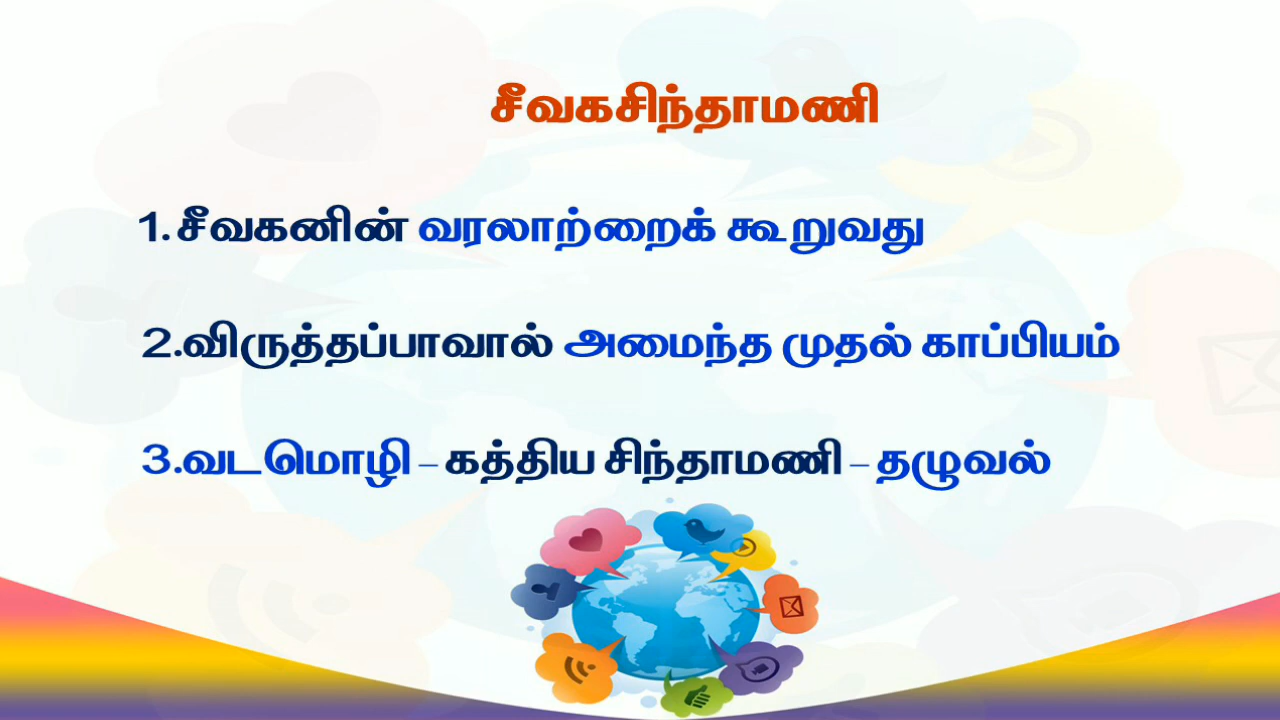 சீவகசிந்தாமணி
1. சீவகனின் வரலாற்றைக் கூறுவது
2.விருத்தப்பாவால் அமைந்த முதல் காப்பியம்
3.வடமொழி – கத்திய சிந்தாமணி – தழுவல்